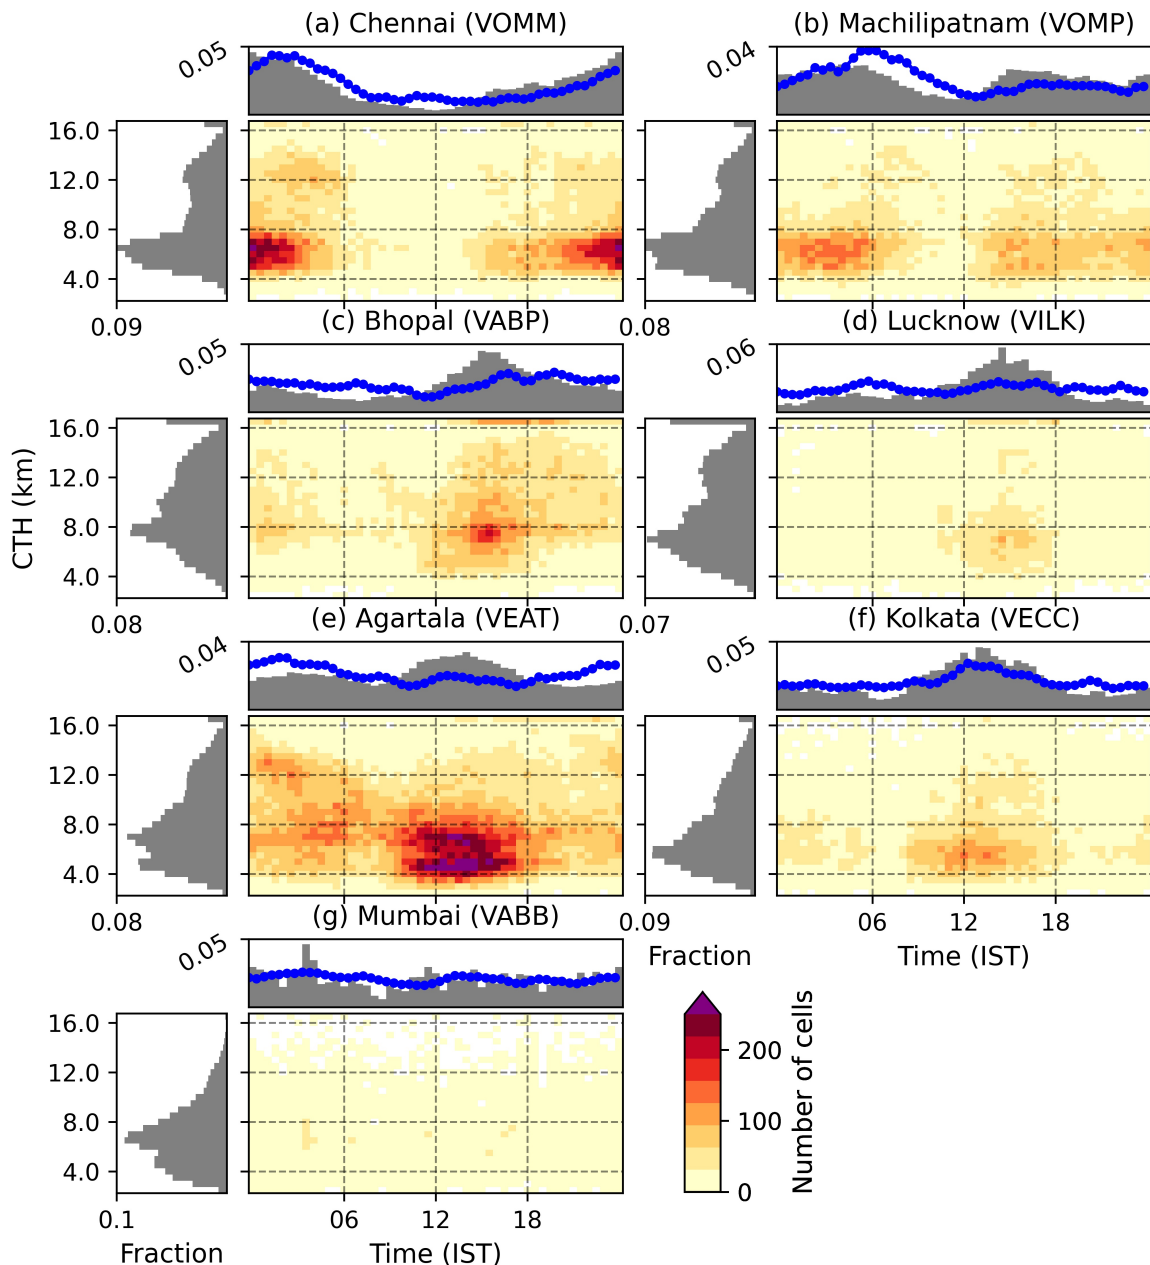 (a) Chennai (VOMM)
(b) Machilipatnam (VOMP)
0.05
0.04
16.0
12.0
8.0
4.0
0.09
0.08
(c) Bhopal (VABP)
(d) Lucknow (VILK)
0.05
0.06
16.0
12.0
8.0
4.0
CTH (km)
0.08
0.07
(e) Agartala (VEAT)
(f) Kolkata (VECC)
0.04
0.05
16.0
12.0
8.0
4.0
0.08
0.09
06 12 18
Fraction
Time (IST)
(g) Mumbai (VABB)
0.05
16.0
12.0
8.0
4.0
0.1
06 12 18
Fraction
Time (IST)
200
100
0
Number of cells